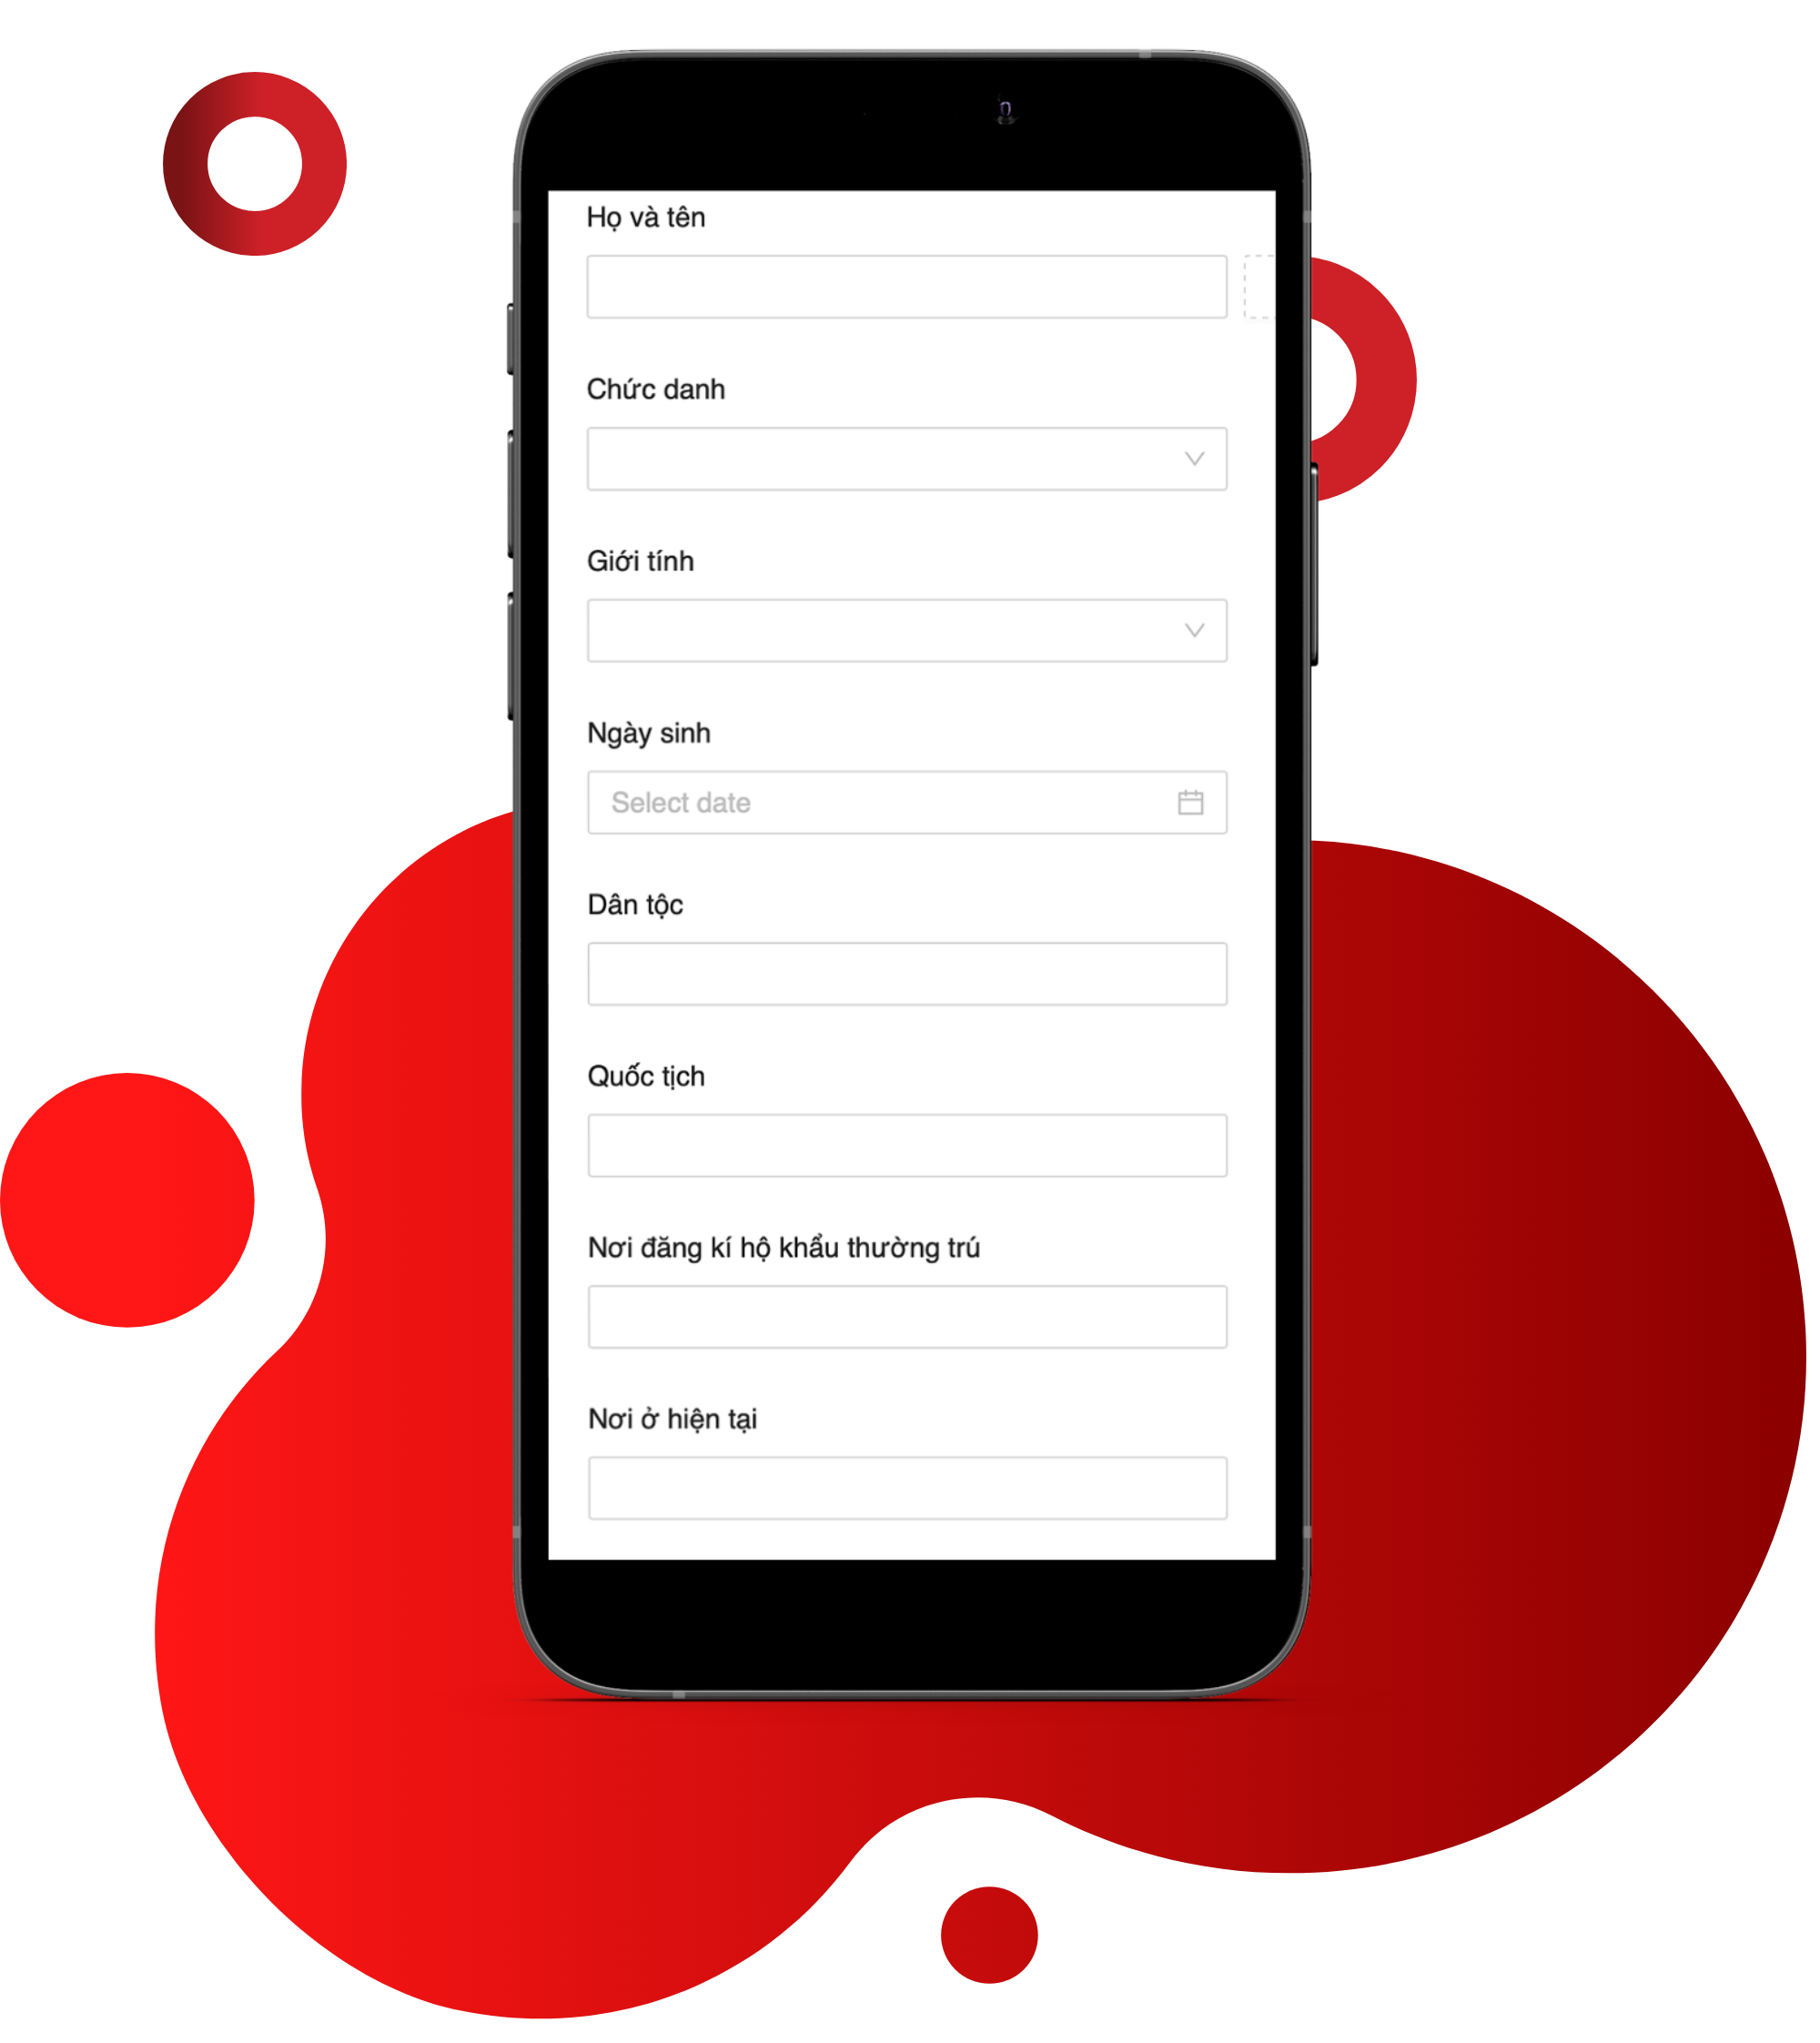 Họ và tên
Chức danh
Giới tính
Ngày sinh
Select date
Dân tộc
Quốc tịch
Nơi đăng kí hộ khẩu thường trú
Nơi ở hiện tại